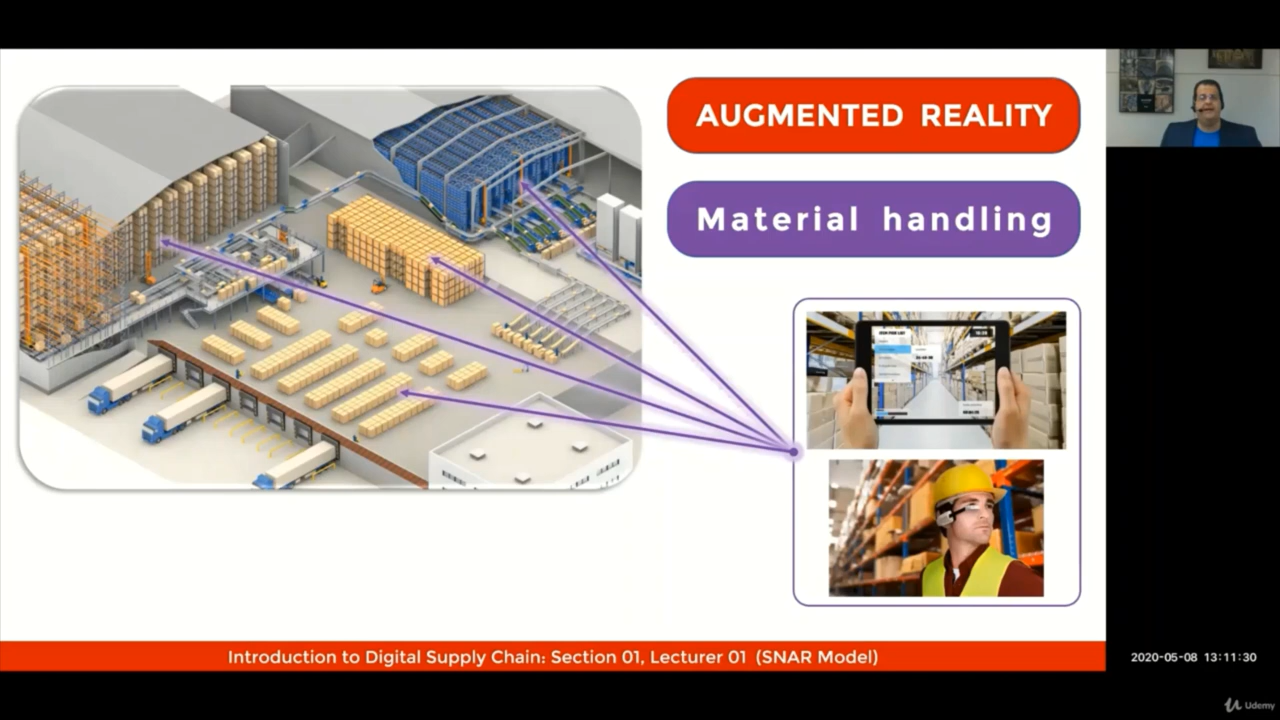 AUGMENTED REALITY
Material handling
Introduction to Digital Supply Chain: Section 01, Lecturer 01 (SNAR Model)
2020-05-08 13:11:30
Udemy